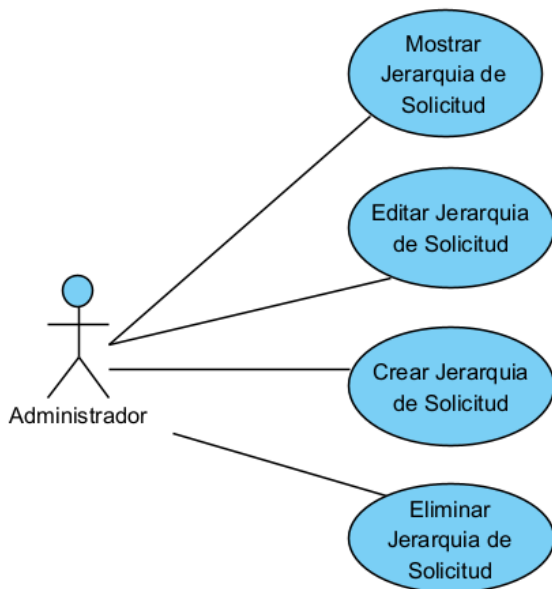 Mostrar
Jerarquia de
Solicitud
Editar Jerarquia
de Solicitud
Crear Jerarquia
de Solicitud
Administrador
Eliminar
Jerarquia de
Solicitud